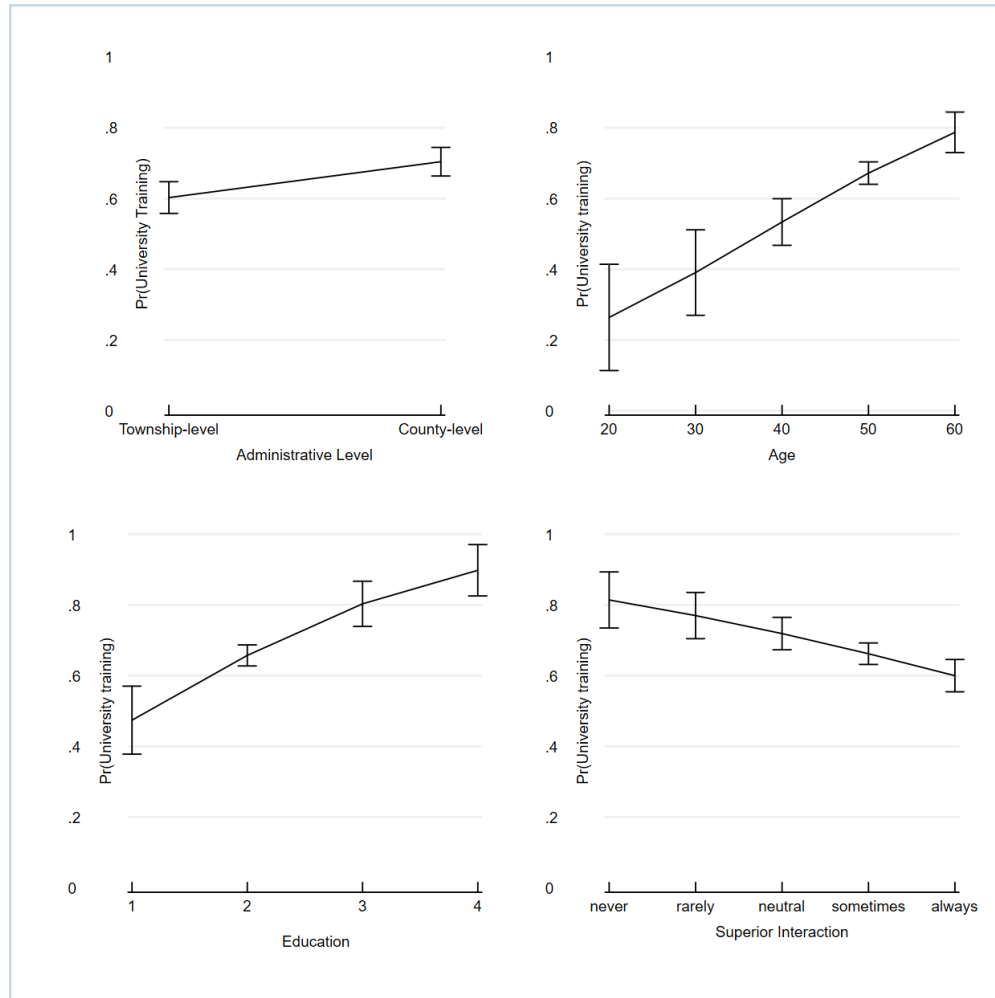 1
.8
.6
.4
.2
0
Pr(University Training)
Township-level County-level
Administrative Level
1
.8
.6
.4
.2
0
Pr(University training)
20 30 40 50 60
Age
1
.8
.6
.4
.2
0
Pr(University training)
1 2 3 4
Education
1
.8
.6
.4
.2
0
Pr(University training)
never rarely neutral sometimes always
Superior Interaction